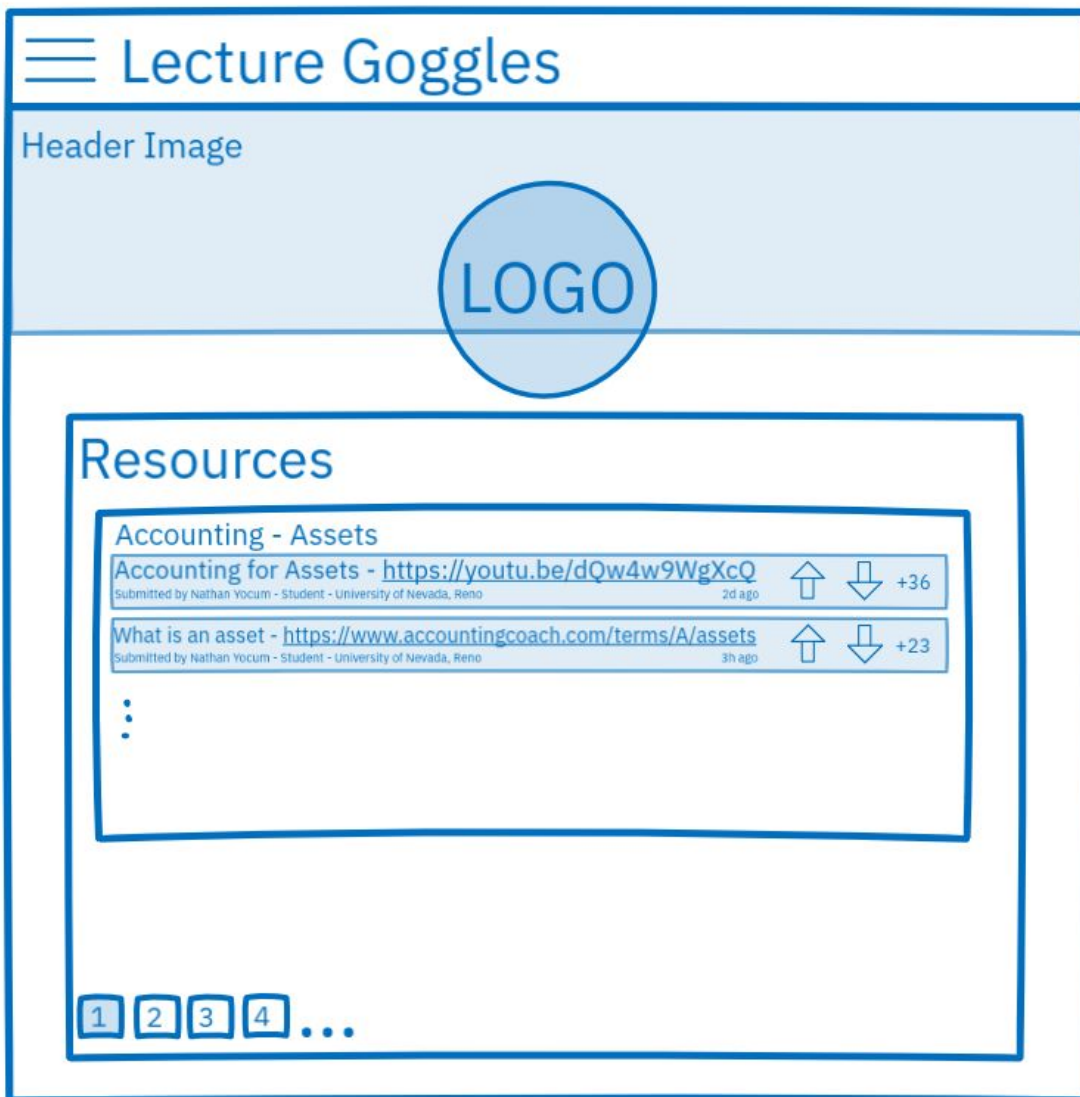 Lecture Goggles
Header Image
LOGO
Resources
Accounting - Assets
Accounting for Assets - https://youtu.be/dQw4w9WgXcQ
Submitted by Nathan Yocum - Student - University of Nevada, Reno 2d ago
+36
What is an asset - https://www.accountingcoach.com/terms/A/assets
Submitted by Nathan Yocum - Student - University of Nevada, Reno 3h ago
+23
1 2 3 4 ...